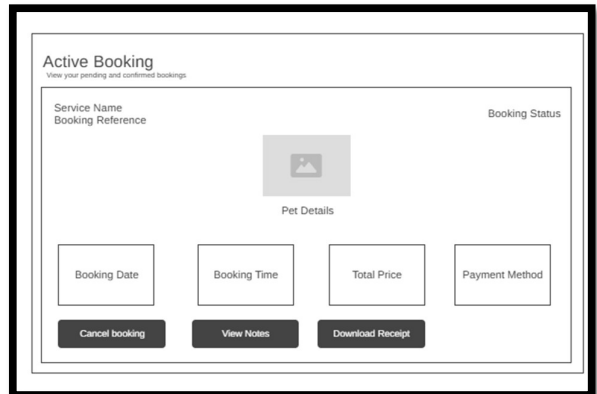 Active Booking
View your pending and confirmed bookings
Service Name
Booking Reference
Booking Status
Pet Details
Booking Date
Booking Time
Total Price
Payment Method
Cancel booking
View Notes
Download Receipt